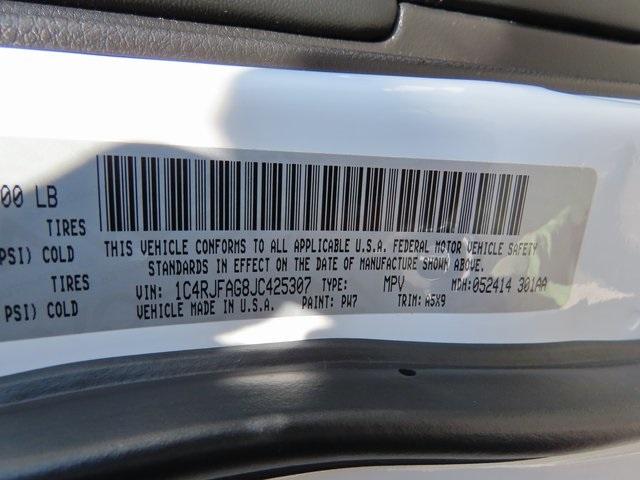 00 LB
TIRES
PSI) COLD
TIRES
PSI) COLD
THIS VEHICLE CONFORMS TO ALL APPLICABLE U.S.A. FEDERAL MOTOR VEHICLE SAFETY
STANDARDS IN EFFECT ON THE DATE OF MANUFACTURE SHOWN ABOVE.
VIN: 1C4RJFAG8JC425307 TYPE: MPV MDH: 052414 301AA
VEHICLE MADE IN U.S.A. PAINT: PW7 TRIM: A5X9